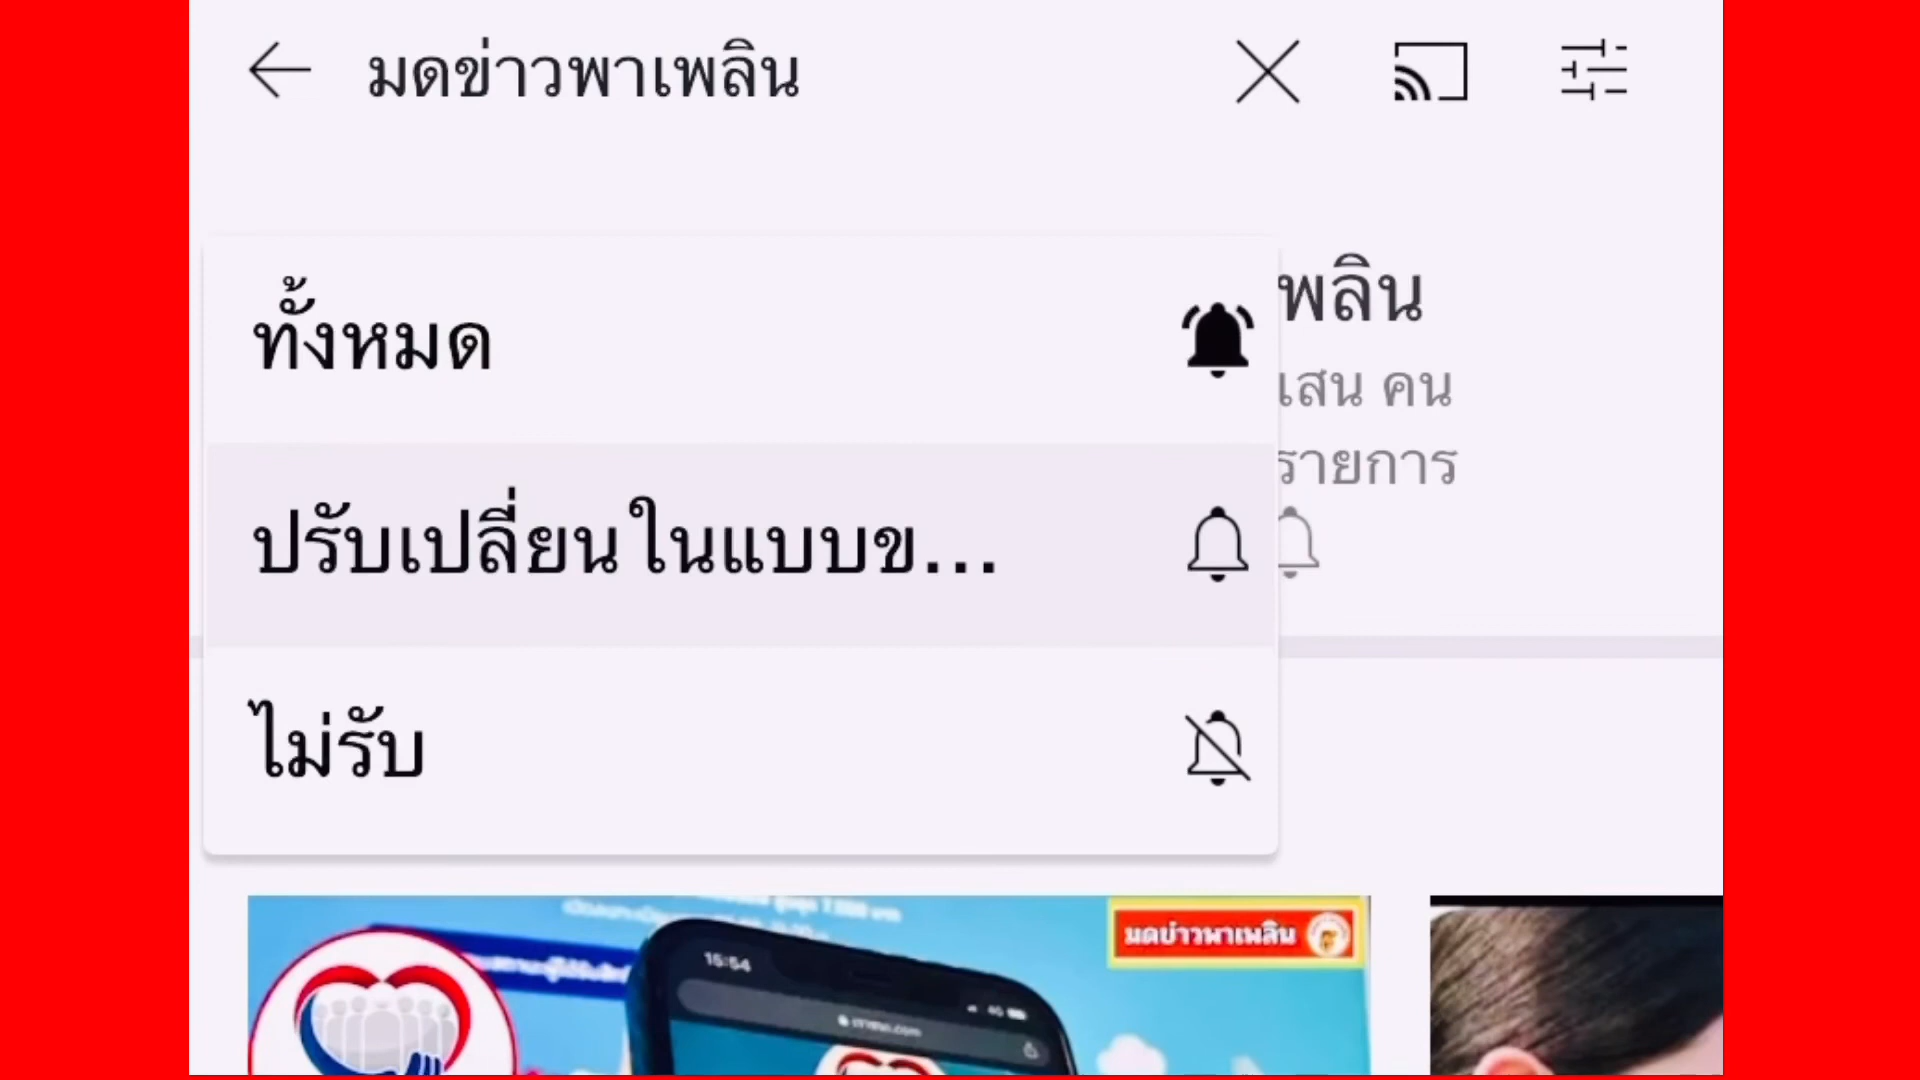 มดข่าวพาเพลิน
พลิน
ทั้งหมด
เสน คน
รายการ
ปรับเปลี่ยนในแบบข...
ไม่รับ
มดข่าวพาเพลิน
15:54
4G